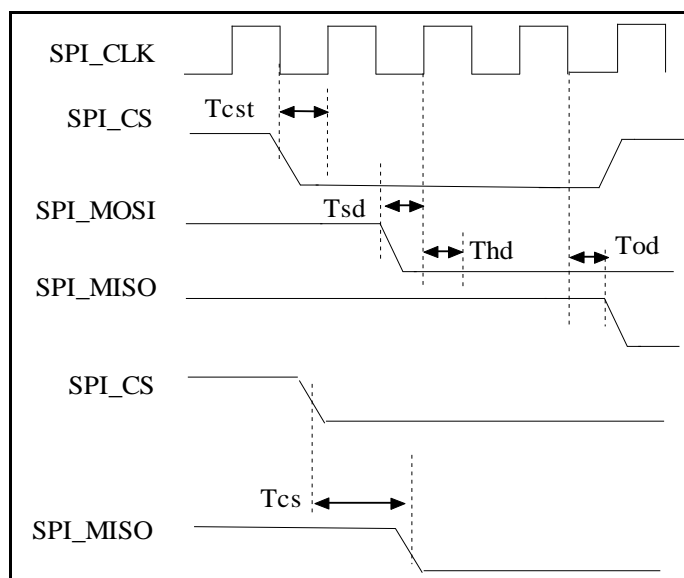 SPI_CLK
Tcst
SPI_CS
Tsd
SPI_MOSI
Thd
Tod
SPI_MISO
SPI_CS
Tcs
SPI_MISO